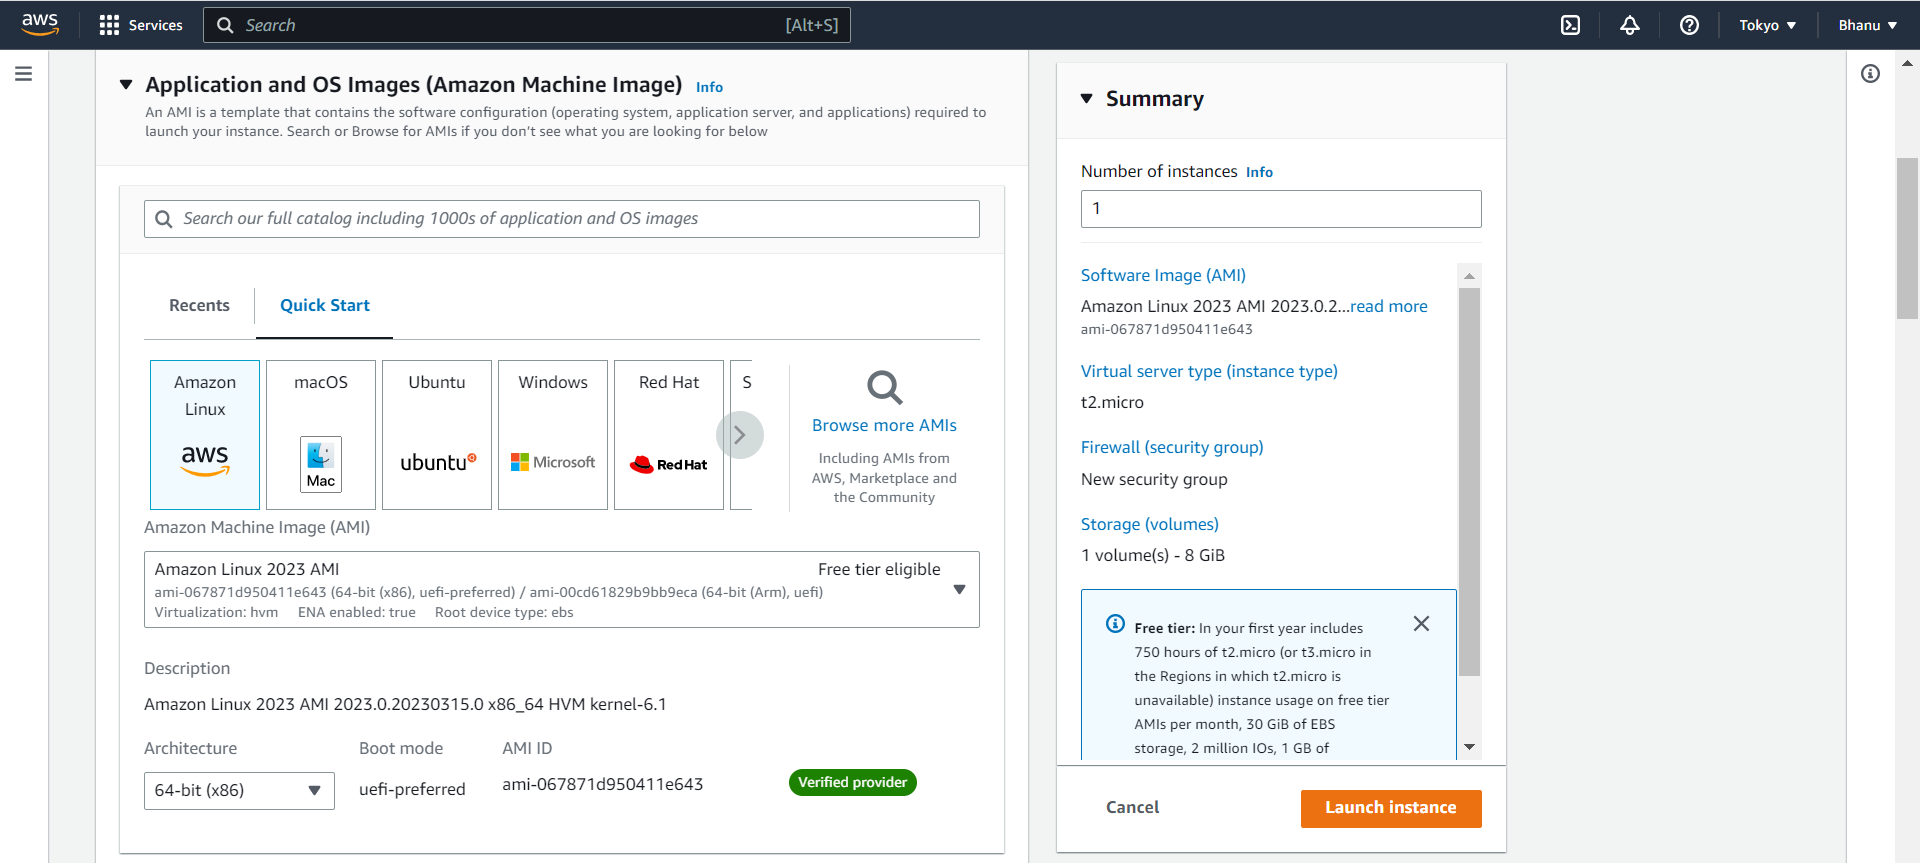 aws Services Search [Alt+S] Tokyo Bhanu
Application and OS Images (Amazon Machine Image) Info
An AMI is a template that contains the software configuration (operating system, application server, and applications) required to
launch your instance. Search or Browse for AMIs if you don’t see what you are looking for below
Search our full catalog including 1000s of application and OS images
Recents Quick Start
Amazon Linux
aws
macOS
Mac
Ubuntu
ubuntu
Windows
Microsoft
Red Hat
Red Hat
S
Browse more AMIs
Including AMIs from
AWS, Marketplace and
the Community
Amazon Machine Image (AMI)
Amazon Linux 2023 AMI Free tier eligible
ami-067871d950411e643 (64-bit (x86), uefi-preferred) / ami-00cd61829b9bb9eca (64-bit (Arm), uefi)
Virtualization: hvm ENA enabled: true Root device type: ebs
Description
Amazon Linux 2023 AMI 2023.0.20230315.0 x86_64 HVM kernel-6.1
Architecture Boot mode AMI ID
64-bit (x86) uefi-preferred ami-067871d950411e643 Verified provider
Summary
Number of instances Info
1
Software Image (AMI)
Amazon Linux 2023 AMI 2023.0.2...read more
ami-067871d950411e643
Virtual server type (instance type)
t2.micro
Firewall (security group)
New security group
Storage (volumes)
1 volume(s) - 8 GiB
Free tier: In your first year includes
750 hours of t2.micro (or t3.micro in
the Regions in which t2.micro is
unavailable) instance usage on free tier
AMIs per month, 30 GiB of EBS
storage, 2 million IOs, 1 GB of
Cancel Launch instance